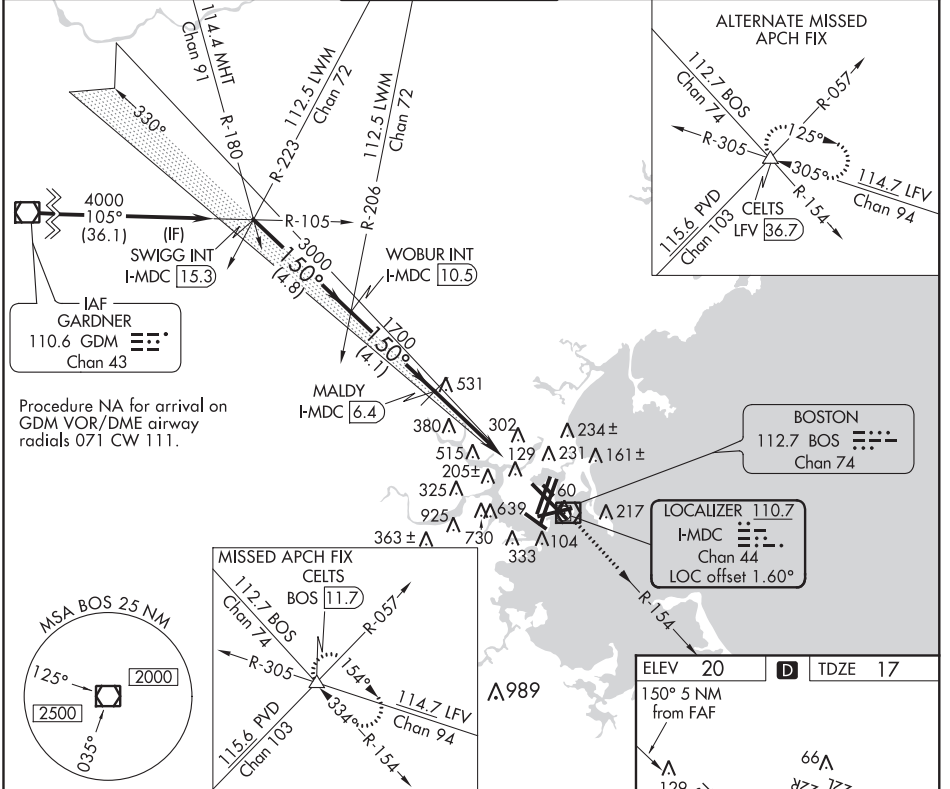 114.4 MHT
Chan 91
R-180
112.5 LWM
Chan 72
R-223
112.5 LWM
Chan 72
R-206
330°
4000
105°
(36.1)
(IF)
R-105
SWIGG INT
I-MDC 15.3
3000
150°
(4.8)
WOBUR INT
I-MDC 10.5
1700
150°
(4.1)
MALDY
I-MDC 6.4
IAF
GARDNER
110.6 GDM
Chan 43
Procedure NA for arrival on
GDM VOR/DME airway
radials 071 CW 111.
ALTERNATE MISSED
APCH FIX
112.7 BOS
Chan 74
R-057
R-305
125°
305°
114.7 LFV
Chan 94
R-154
115.6 PVD
Chan 103
CELTS
LFV 36.7
531
380
302
234±
515
129
231
161±
205±
325
60
639
217
925
730
363±
333
104
BOSTON
112.7 BOS
Chan 74
LOCALIZER 110.7
I-MDC
Chan 44
LOC offset 1.60°
R-154
MISSED APCH FIX
CELTS
BOS 11.7
112.7 BOS
Chan 74
R-057
R-305
154°
334°
114.7 LFV
Chan 94
R-154
115.6 PVD
Chan 103
MSA BOS 25 NM
125°
2000
2500
035°
989
ELEV 20
D
TDZE 17
150° 5 NM
from FAF
66
129
22L
22R